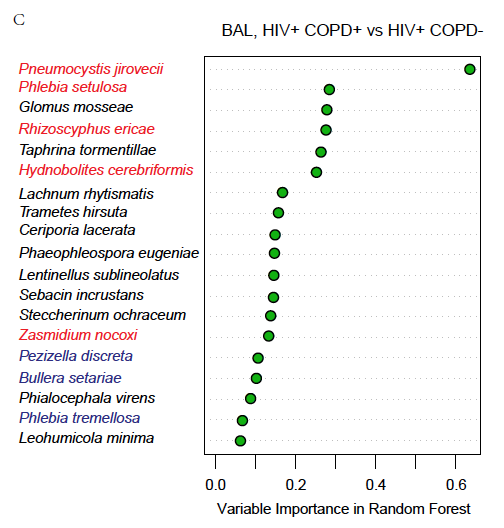 C
BAL, HIV+ COPD+ vs HIV+ COPD-
Pneumocystis jirovecii
Phlebia setulosa
Glomus mosseae
Rhizoscyphus ericae
Taphrina tormentillae
Hydnobolites cerebriformis
Lachnum rhytismatis
Trametes hirsuta
Ceriporia lacerata
Phaeophleospora eugeniae
Lentinellus sublineolatus
Sebacin incrustans
Steccherinum ochraceum
Zasmidium nocoxi
Pezizella discreta
Bullera setariae
Phialocephala virens
Phlebia tremellosa
Leohumicola minima
0.0 0.2 0.4 0.6
Variable Importance in Random Forest